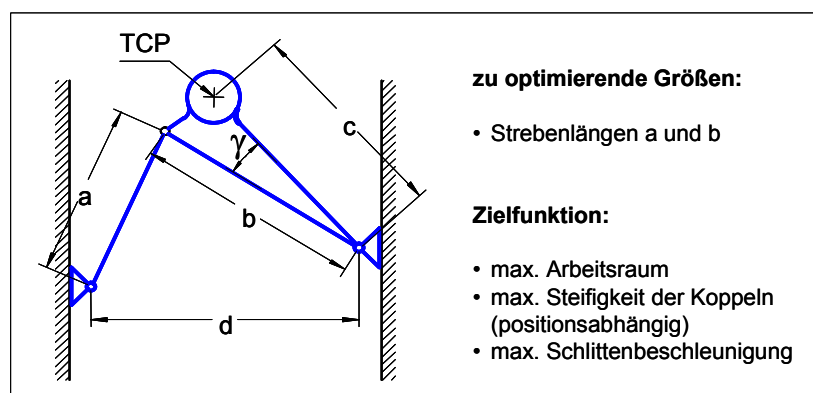 TCP
c
γ
a
b
d
zu optimierende Größen:
• Strebenlängen a und b
Zielfunktion:
• max. Arbeitsraum
• max. Steifigkeit der Koppeln
(positionsabhängig)
• max. Schlittenbeschleunigung